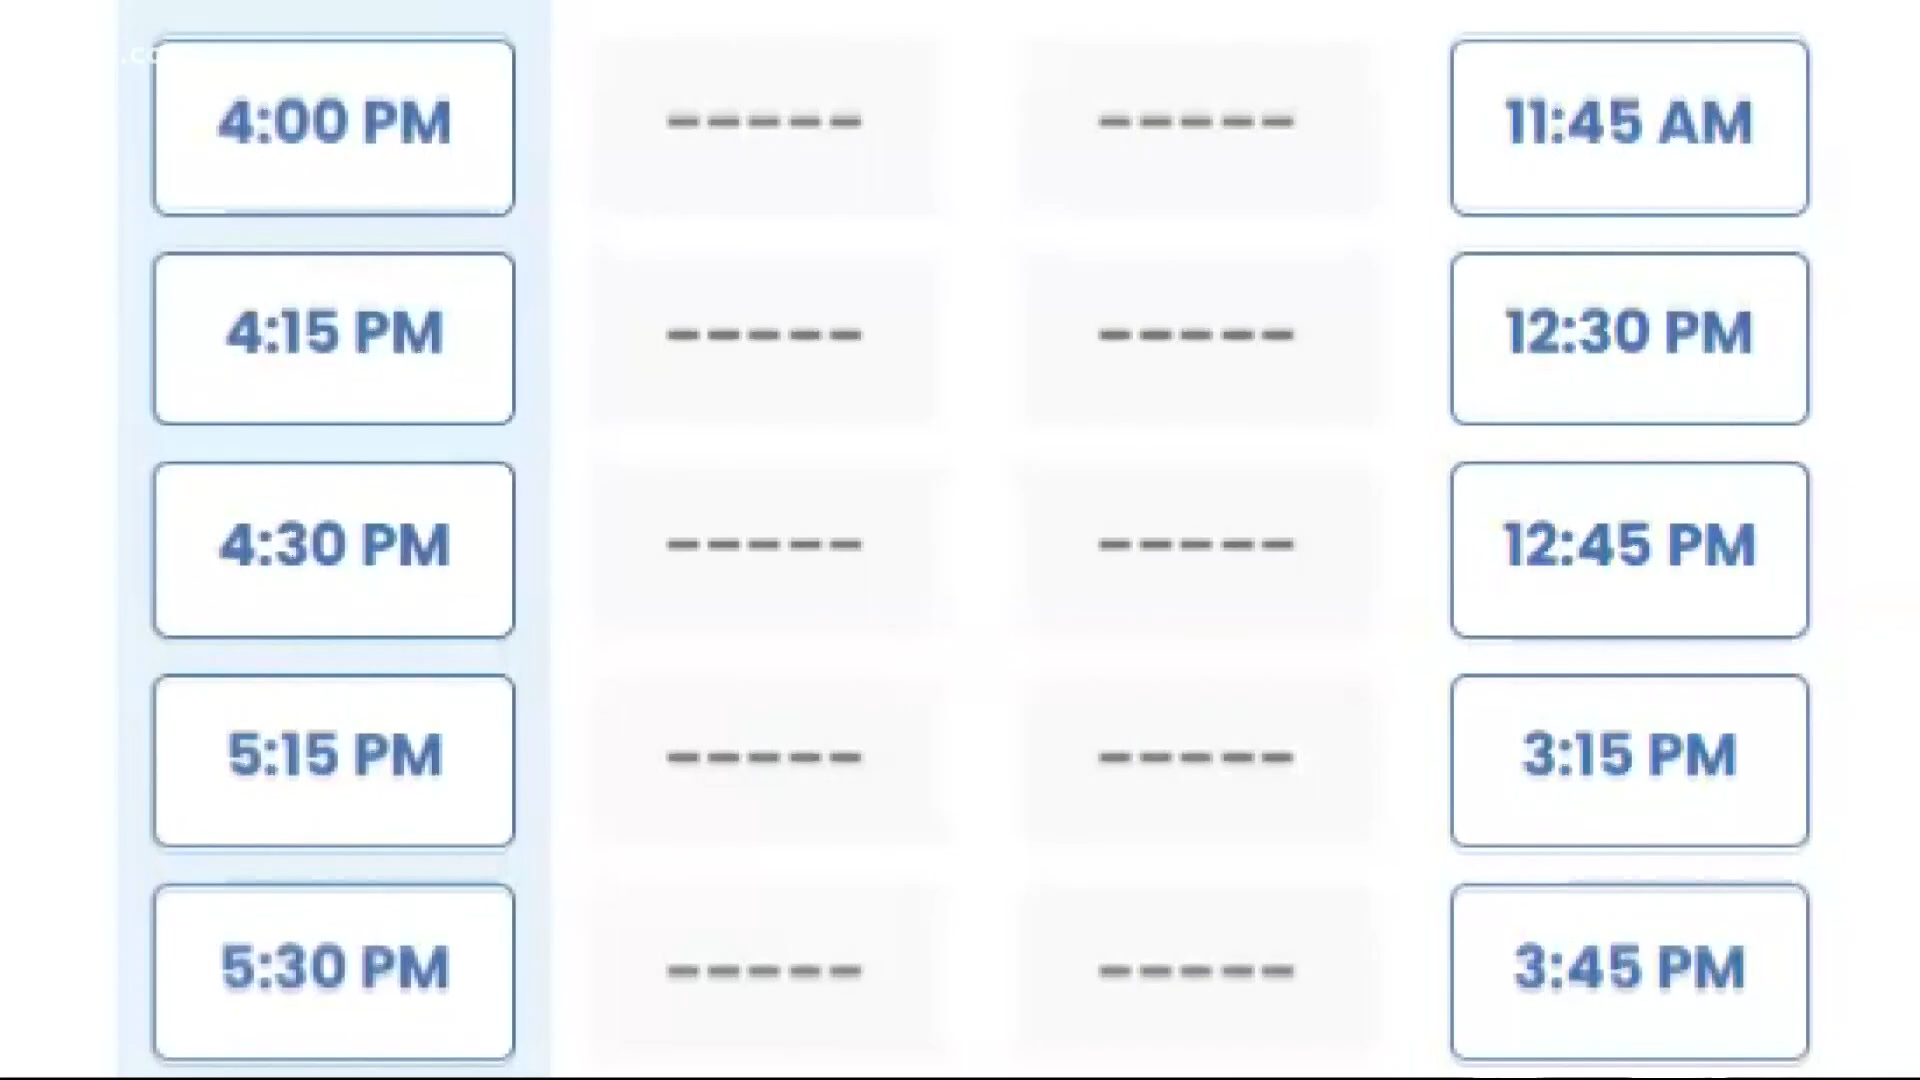 .co
4:00 PM ----- ----- 11:45 AM
4:15 PM ----- ----- 12:30 PM
4:30 PM ----- ----- 12:45 PM
5:15 PM ----- ----- 3:15 PM
5:30 PM ----- ----- 3:45 PM